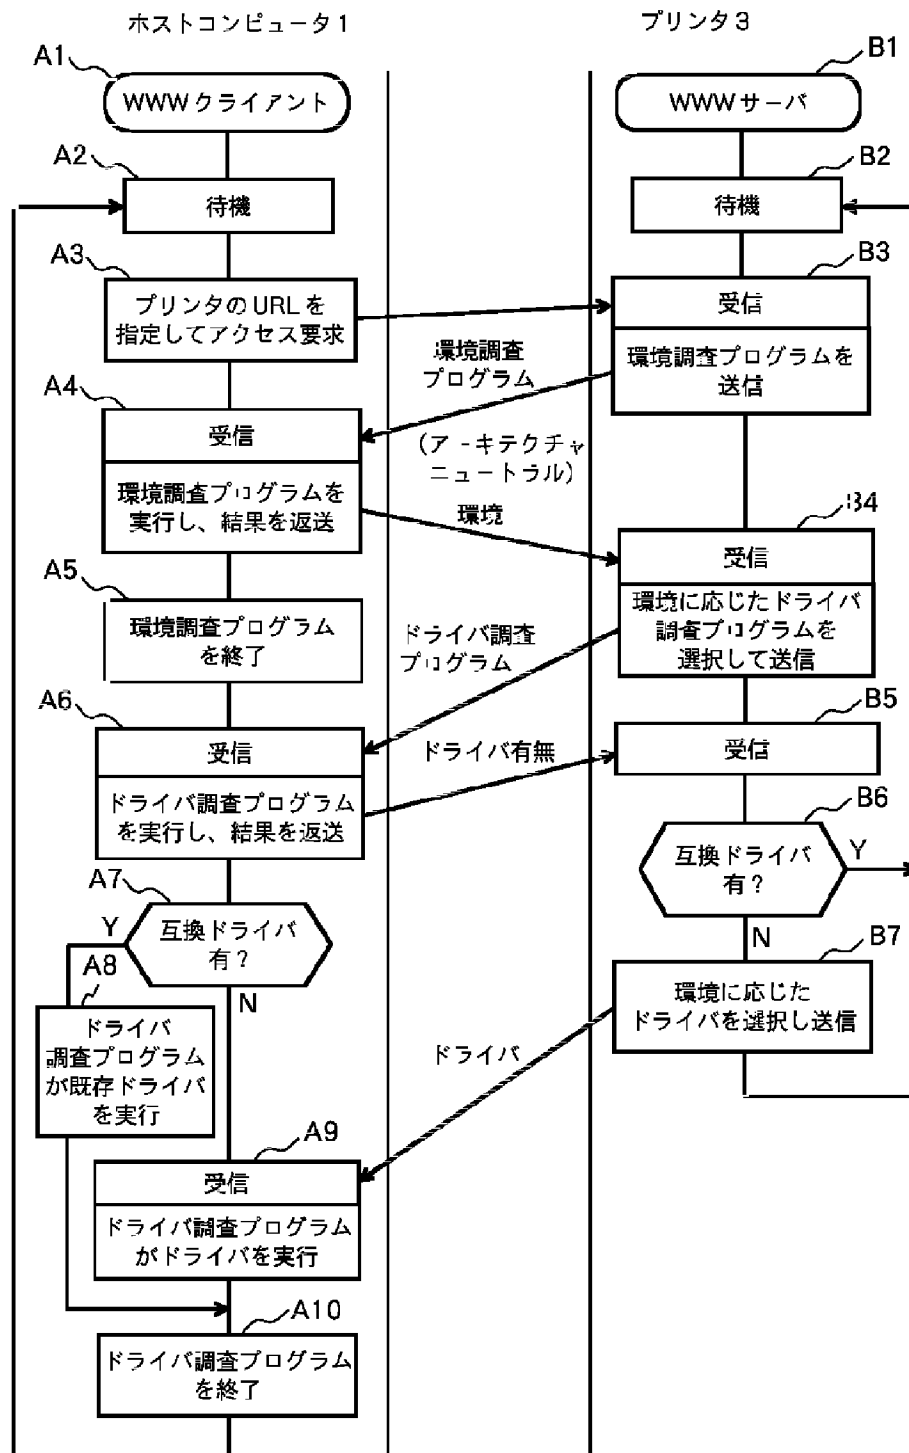 ホストコンピュータ1
プリンタ3
A1
WWWクライアント
B1
WWWサーバ
A2
待機
B2
待機
A3
プリンタのURLを
指定してアクセス要求
B3
受信
環境調査プログラムを
送信
環境調査
プログラム
(アーキテクチャ
ニュートラル)
A4
受信
環境調査プログラムを
実行し、結果を返送
環境
B4
受信
環境に応じたドライバ
調査プログラムを
選択して送信
A5
環境調査プログラム
を終了
ドライバ調査
プログラム
A6
受信
ドライバ調査プログラム
を実行し、結果を返送
ドライバ有無
B5
受信
B6
互換ドライバ
有?
Y
N
A7
互換ドライバ
有?
Y
N
B7
環境に応じた
ドライバを選択し送信
A8
ドライバ
調査プログラム
が既存ドライバ
を実行
ドライバ
A9
受信
ドライバ調査プログラム
がドライバを実行
A10
ドライバ調査プログラム
を終了